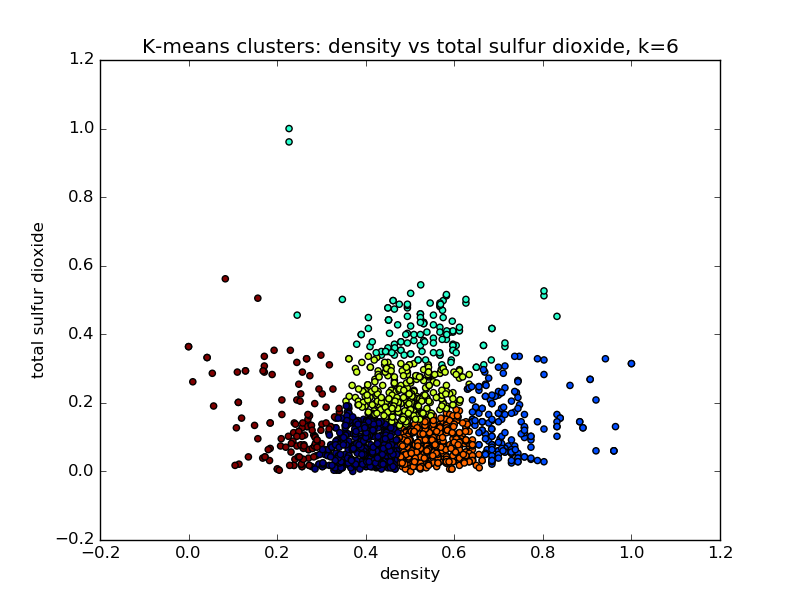 K-means clusters: density vs total sulfur dioxide, k=6
1.2
1.0
0.8
0.6
0.4
0.2
0.0
−0.2
total sulfur dioxide
−0.2 0.0 0.2 0.4 0.6 0.8 1.0 1.2
density